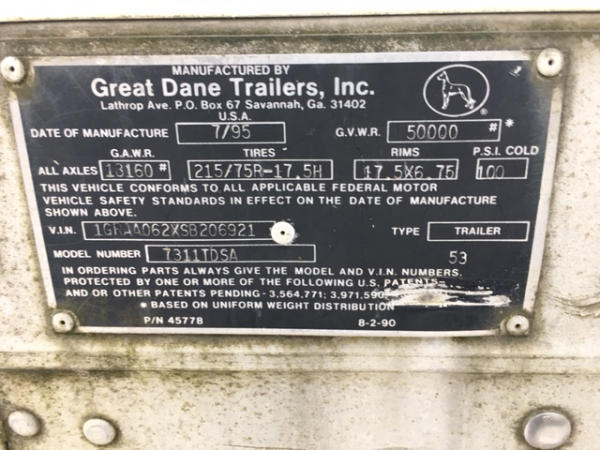 MANUFACTURED BY
Great Dane Trailers, Inc.
Lathrop Ave. P.O. Box 67 Savannah, Ga. 31402
U.S.A.
DATE OF MANUFACTURE 7/95 G.V.W.R. 50000 #*
G.A.W.R. TIRES RIMS P.S.I. COLD
ALL AXLES 13160 # 215/75R-17.5H 17.5X6.75 100
THIS VEHICLE CONFORMS TO ALL APPLICABLE FEDERAL MOTOR
VEHICLE SAFETY STANDARDS IN EFFECT ON THE DATE OF MANUFACTURE
SHOWN ABOVE.
V.I.N. 1GRAA062XSB206921 TYPE TRAILER
MODEL NUMBER 7311TDSA 53
IN ORDERING PARTS ALWAYS GIVE THE MODEL AND V.I.N. NUMBERS.
PROTECTED BY ONE OR MORE OF THE FOLLOWING U.S. PATENTS
AND OR OTHER PATENTS PENDING - 3,564,771; 3,971,590
* BASED ON UNIFORM WEIGHT DISTRIBUTION
P/N 45778 8-2-90